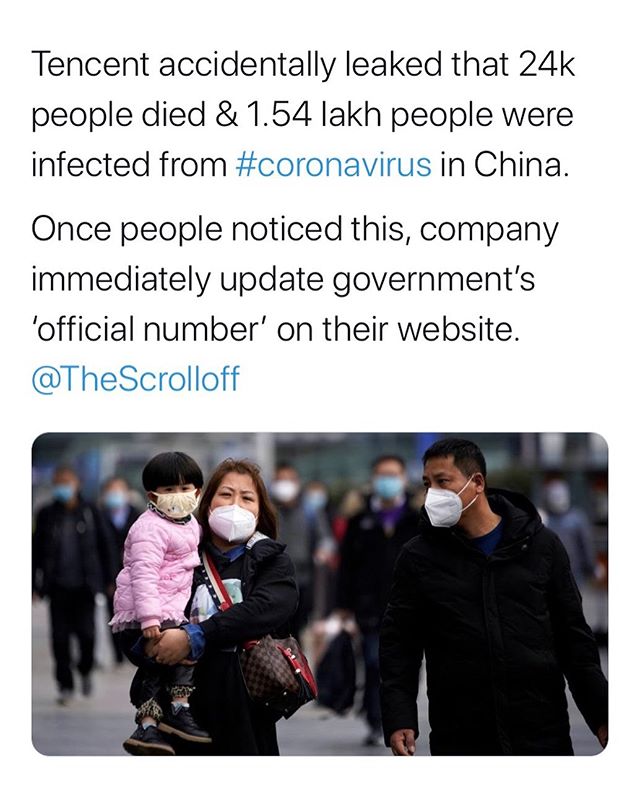 Tencent accidentally leaked that 24k
people died & 1.54 lakh people were
infected from #coronavirus in China.
Once people noticed this, company
immediately update government’s
‘official number’ on their website.
@TheScrolloff